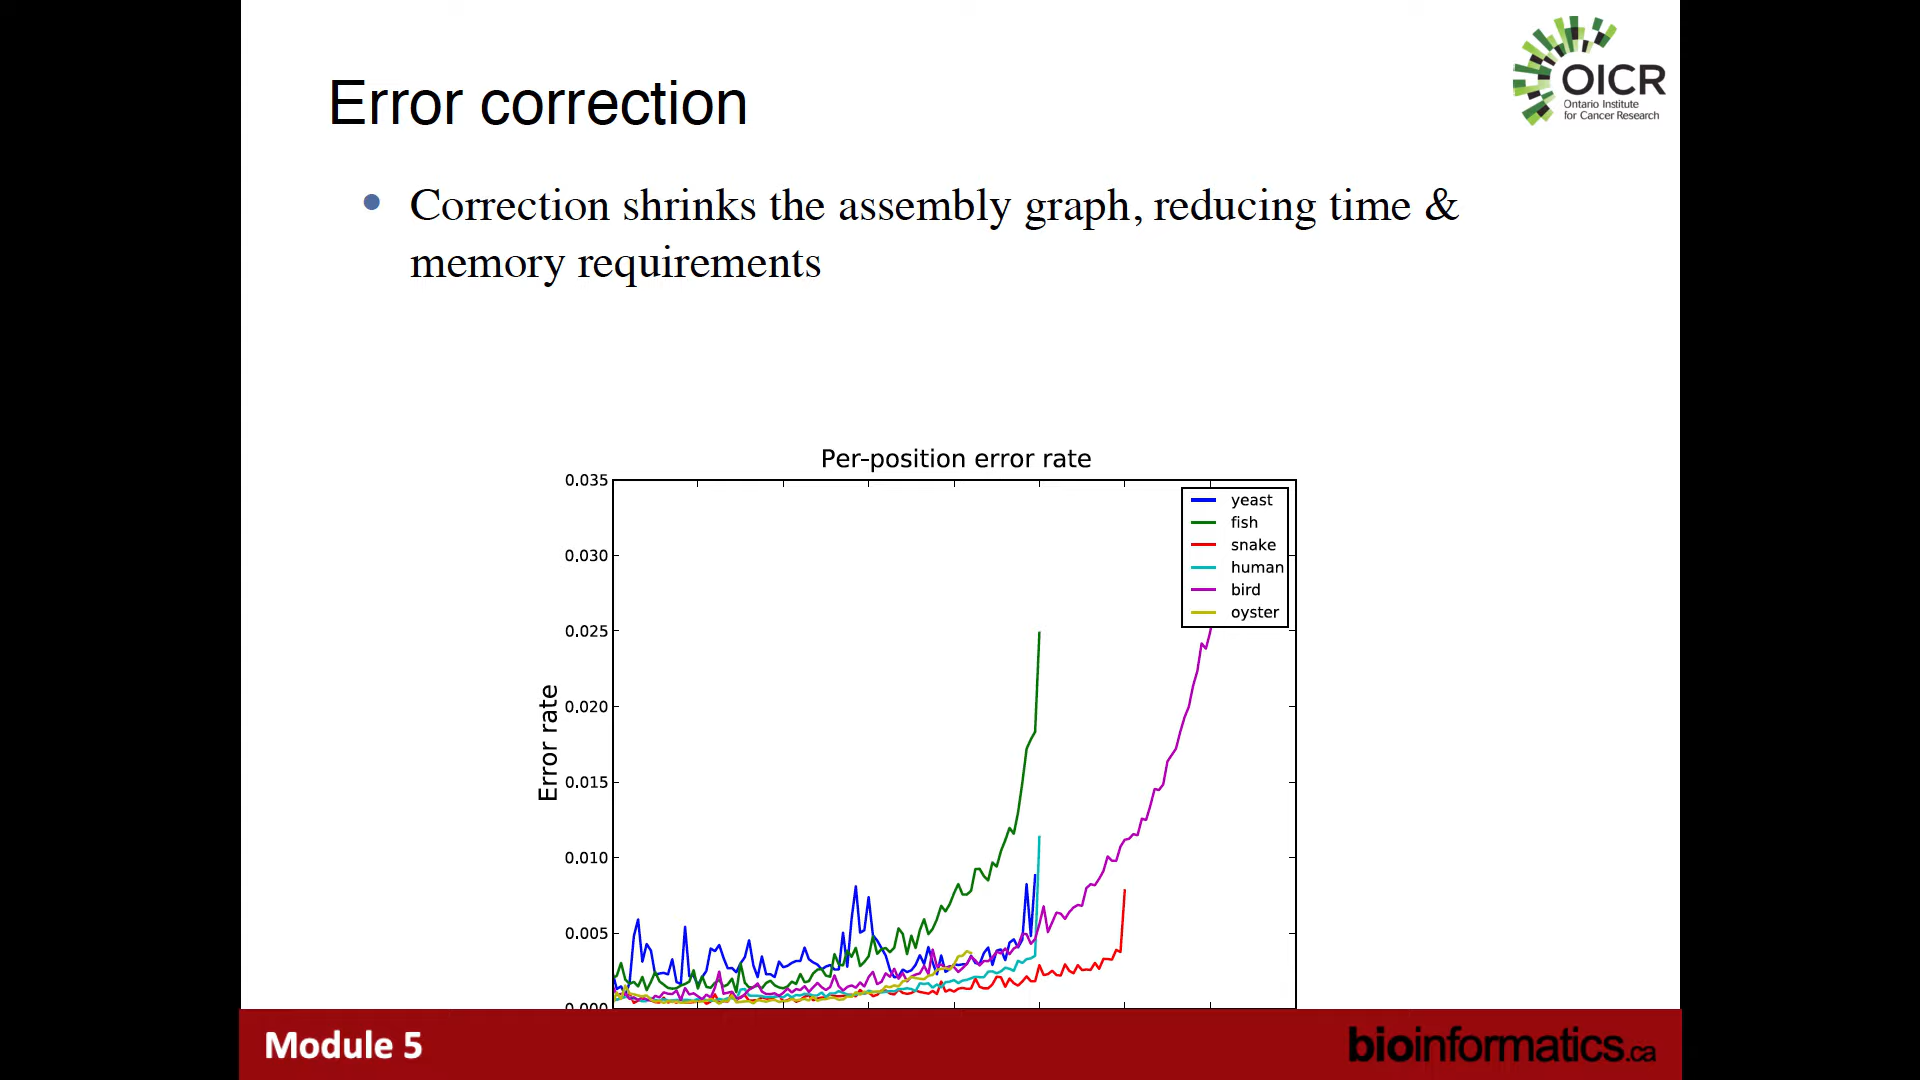 OICR
Ontario Institute
for Cancer Research
Error correction
• Correction shrinks the assembly graph, reducing time &
memory requirements
Per-position error rate
0.035
0.030
0.025
0.020
0.015
0.010
0.005
0.000
Error rate
yeast
fish
snake
human
bird
oyster
Module 5
bioinformatics.ca